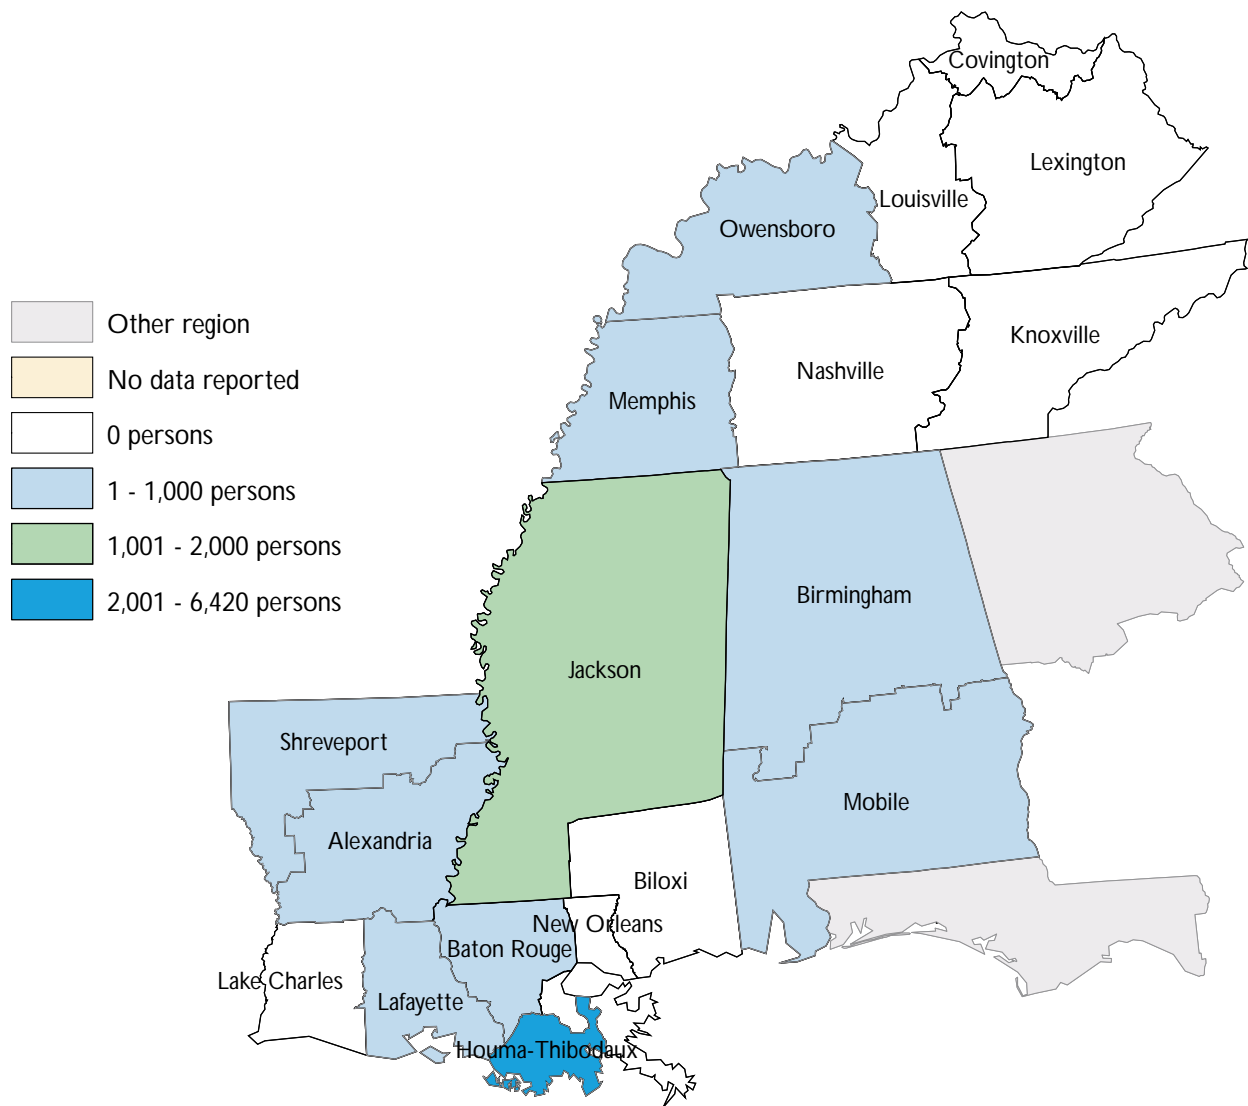 Covington
Lexington
Louisville
Owensboro
Knoxville
Nashville
Memphis
Other region
No data reported
0 persons
1 - 1,000 persons
1,001 - 2,000 persons
2,001 - 6,420 persons
Birmingham
Jackson
Shreveport
Mobile
Alexandria
Biloxi
New Orleans
Baton Rouge
Lake Charles
Lafayette
Houma-Thibodaux